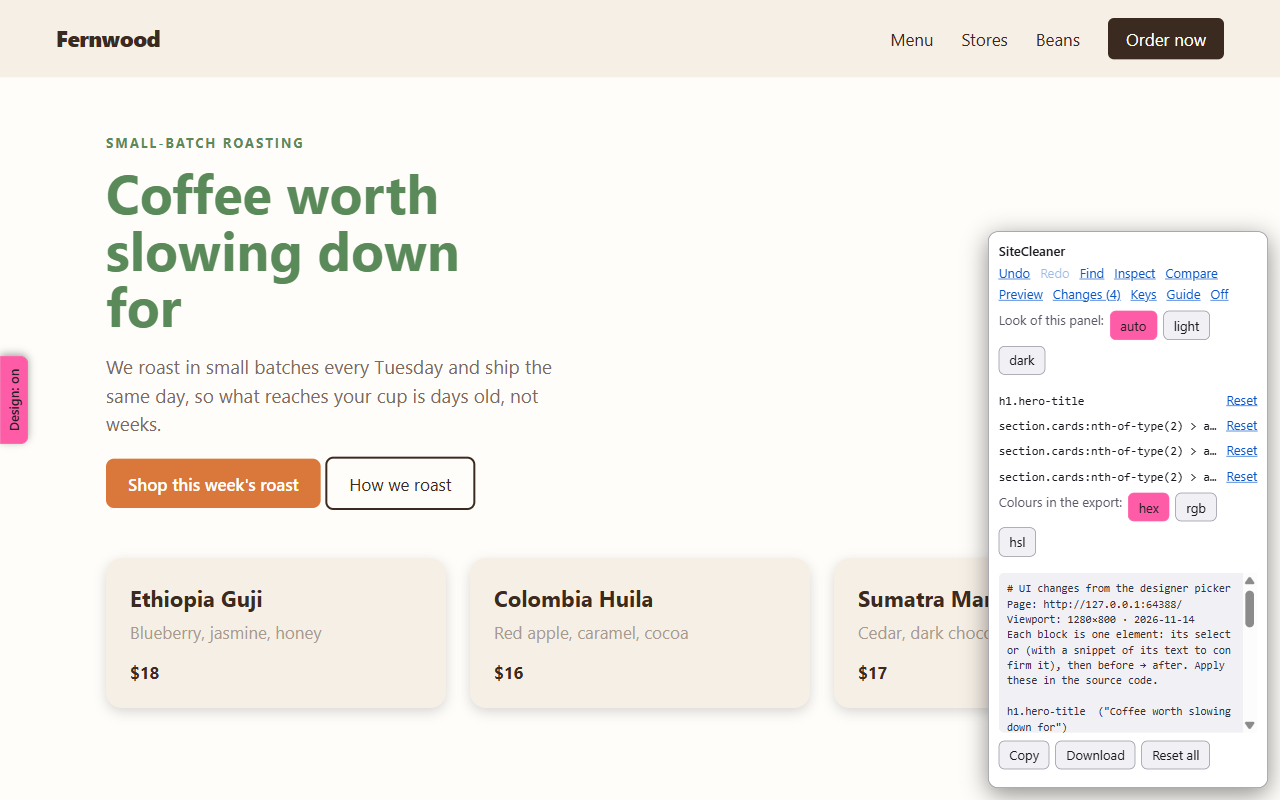 Fernwood
Menu Stores Beans Order now
SMALL-BATCH ROASTING
Coffee worth
slowing down
for
We roast in small batches every Tuesday and ship the
same day, so what reaches your cup is days old, not
weeks.
Shop this week's roast How we roast
Design: on
Ethiopia Guji
Blueberry, jasmine, honey
$18
Colombia Huila
Red apple, caramel, cocoa
$16
Sumatra
Cedar, dark
$17
SiteCleaner
Undo Redo Find Inspect Compare
Preview Changes (4) Keys Guide Off
Look of this panel: auto light
dark
h1.hero-title Reset
section.cards:nth-of-type(2) > a… Reset
section.cards:nth-of-type(2) > a… Reset
section.cards:nth-of-type(2) > a… Reset
Colours in the export: hex rgb
hsl
# UI changes from the designer picker
Page: http://127.0.0.1:64388/
Viewport: 1280×800 · 2026-11-14
Each block is one element: its select
or (with a snippet of its text to con
firm it), then before → after. Apply
these in the source code.
h1.hero-title ("Coffee worth slowing
down for")
Copy Download Reset all